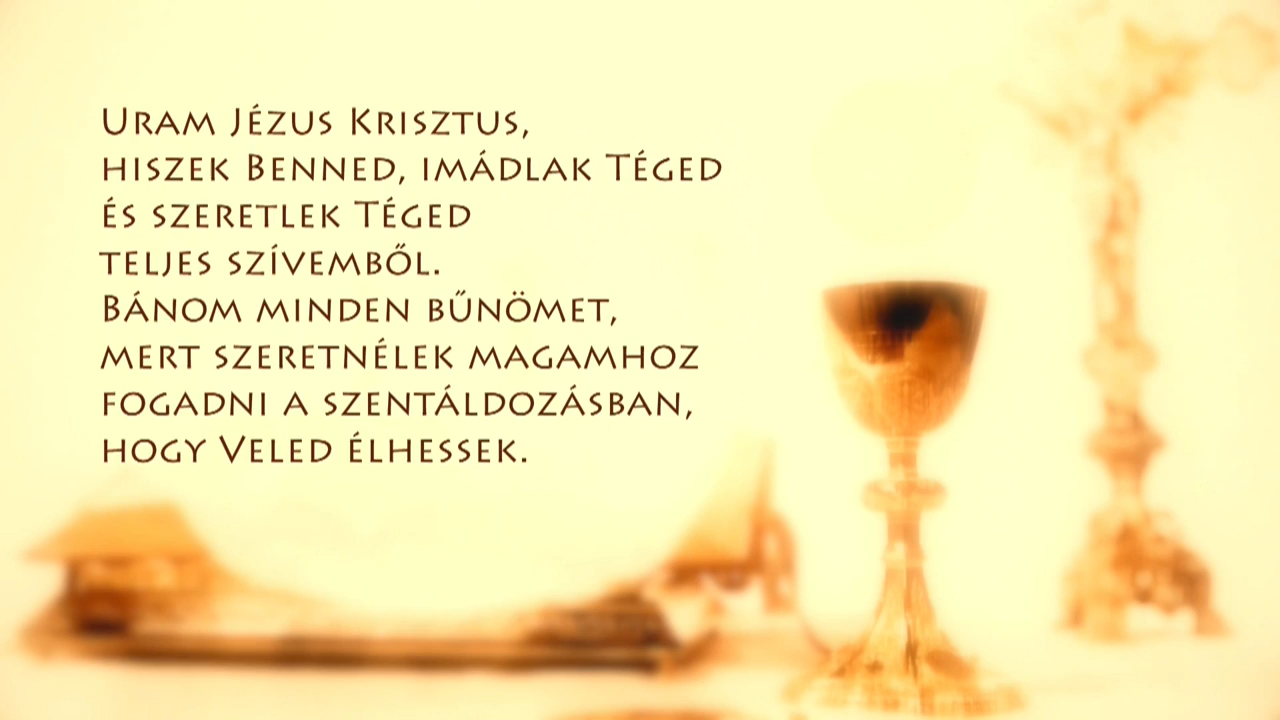 Uram Jézus Krisztus,
hiszek Benned, imádlak Téged
és szeretlek Téged
teljes szívemből.
Bánom minden bűnömet,
mert szeretnélek magamhoz
fogadni a szentáldozásban,
hogy Veled élhessek.